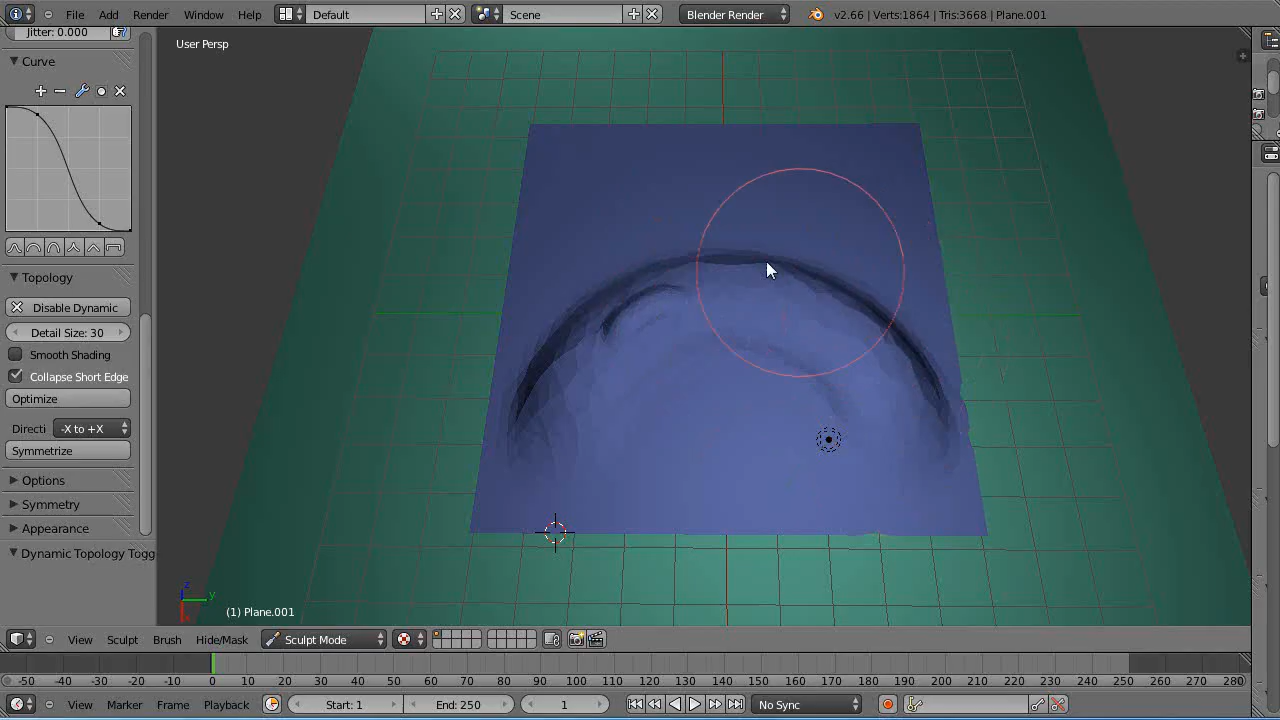 File Add Render Window Help Default Scene Blender Render v2.66 | Verts:1864 | Tris:3668 | Plane.001
Jitter: 0.000
User Persp
Curve
Topology
Disable Dynamic
Detail Size: 30
Smooth Shading
Collapse Short Edge
Optimize
Directi -X to +X
Symmetrize
Options
Symmetry
Appearance
Dynamic Topology Togg
z
y
x
(1) Plane.001
View Sculpt Brush Hide/Mask Sculpt Mode
-50 -40 -30 -20 -10 0 10 20 30 40 50 60 70 80 90 100 110 120 130 140 150 160 170 180 190 200 210 220 230 240 250 260 270 280
View Marker Frame Playback Start: 1 End: 250 1 No Sync